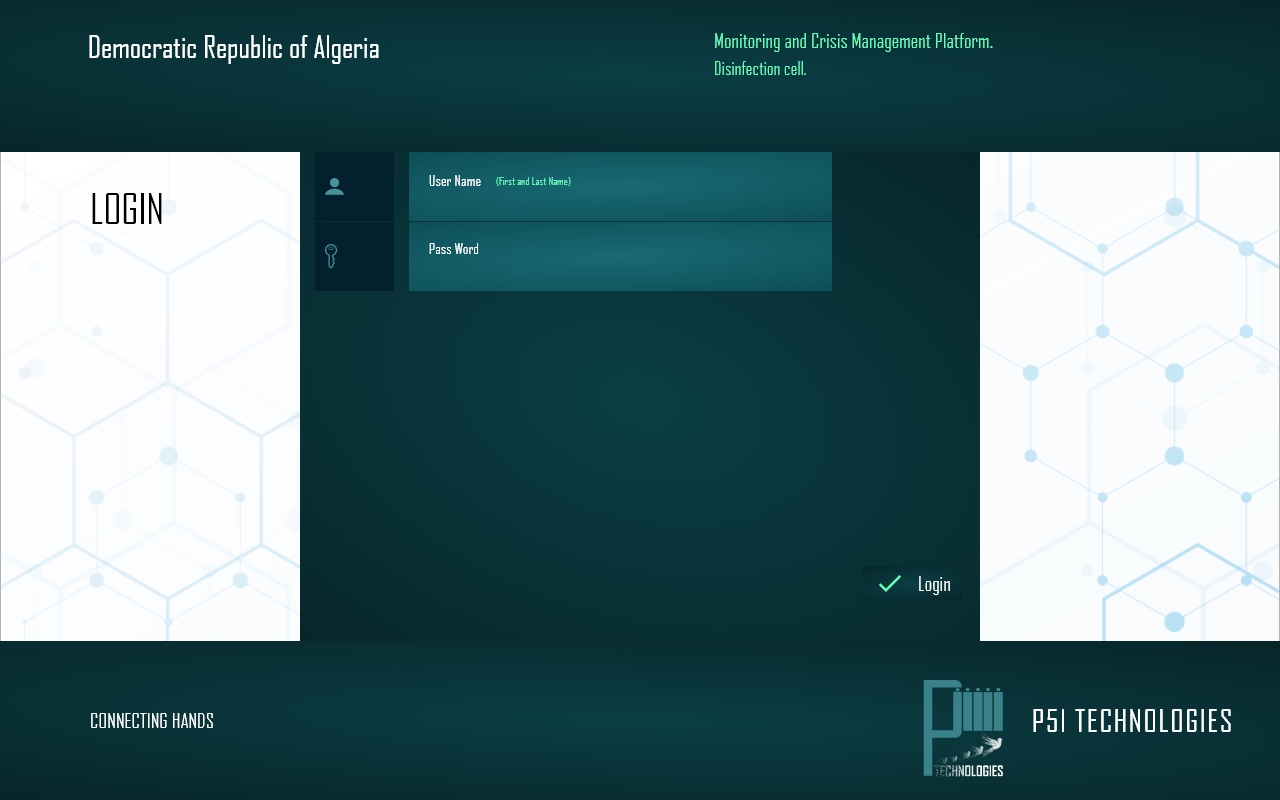 Democratic Republic of Algeria
Monitoring and Crisis Management Platform.
Disinfection cell.
LOGIN
User Name (First and Last Name)
Pass Word
Login
CONNECTING HANDS
P5I TECHNOLOGIES
TECHNOLOGIES